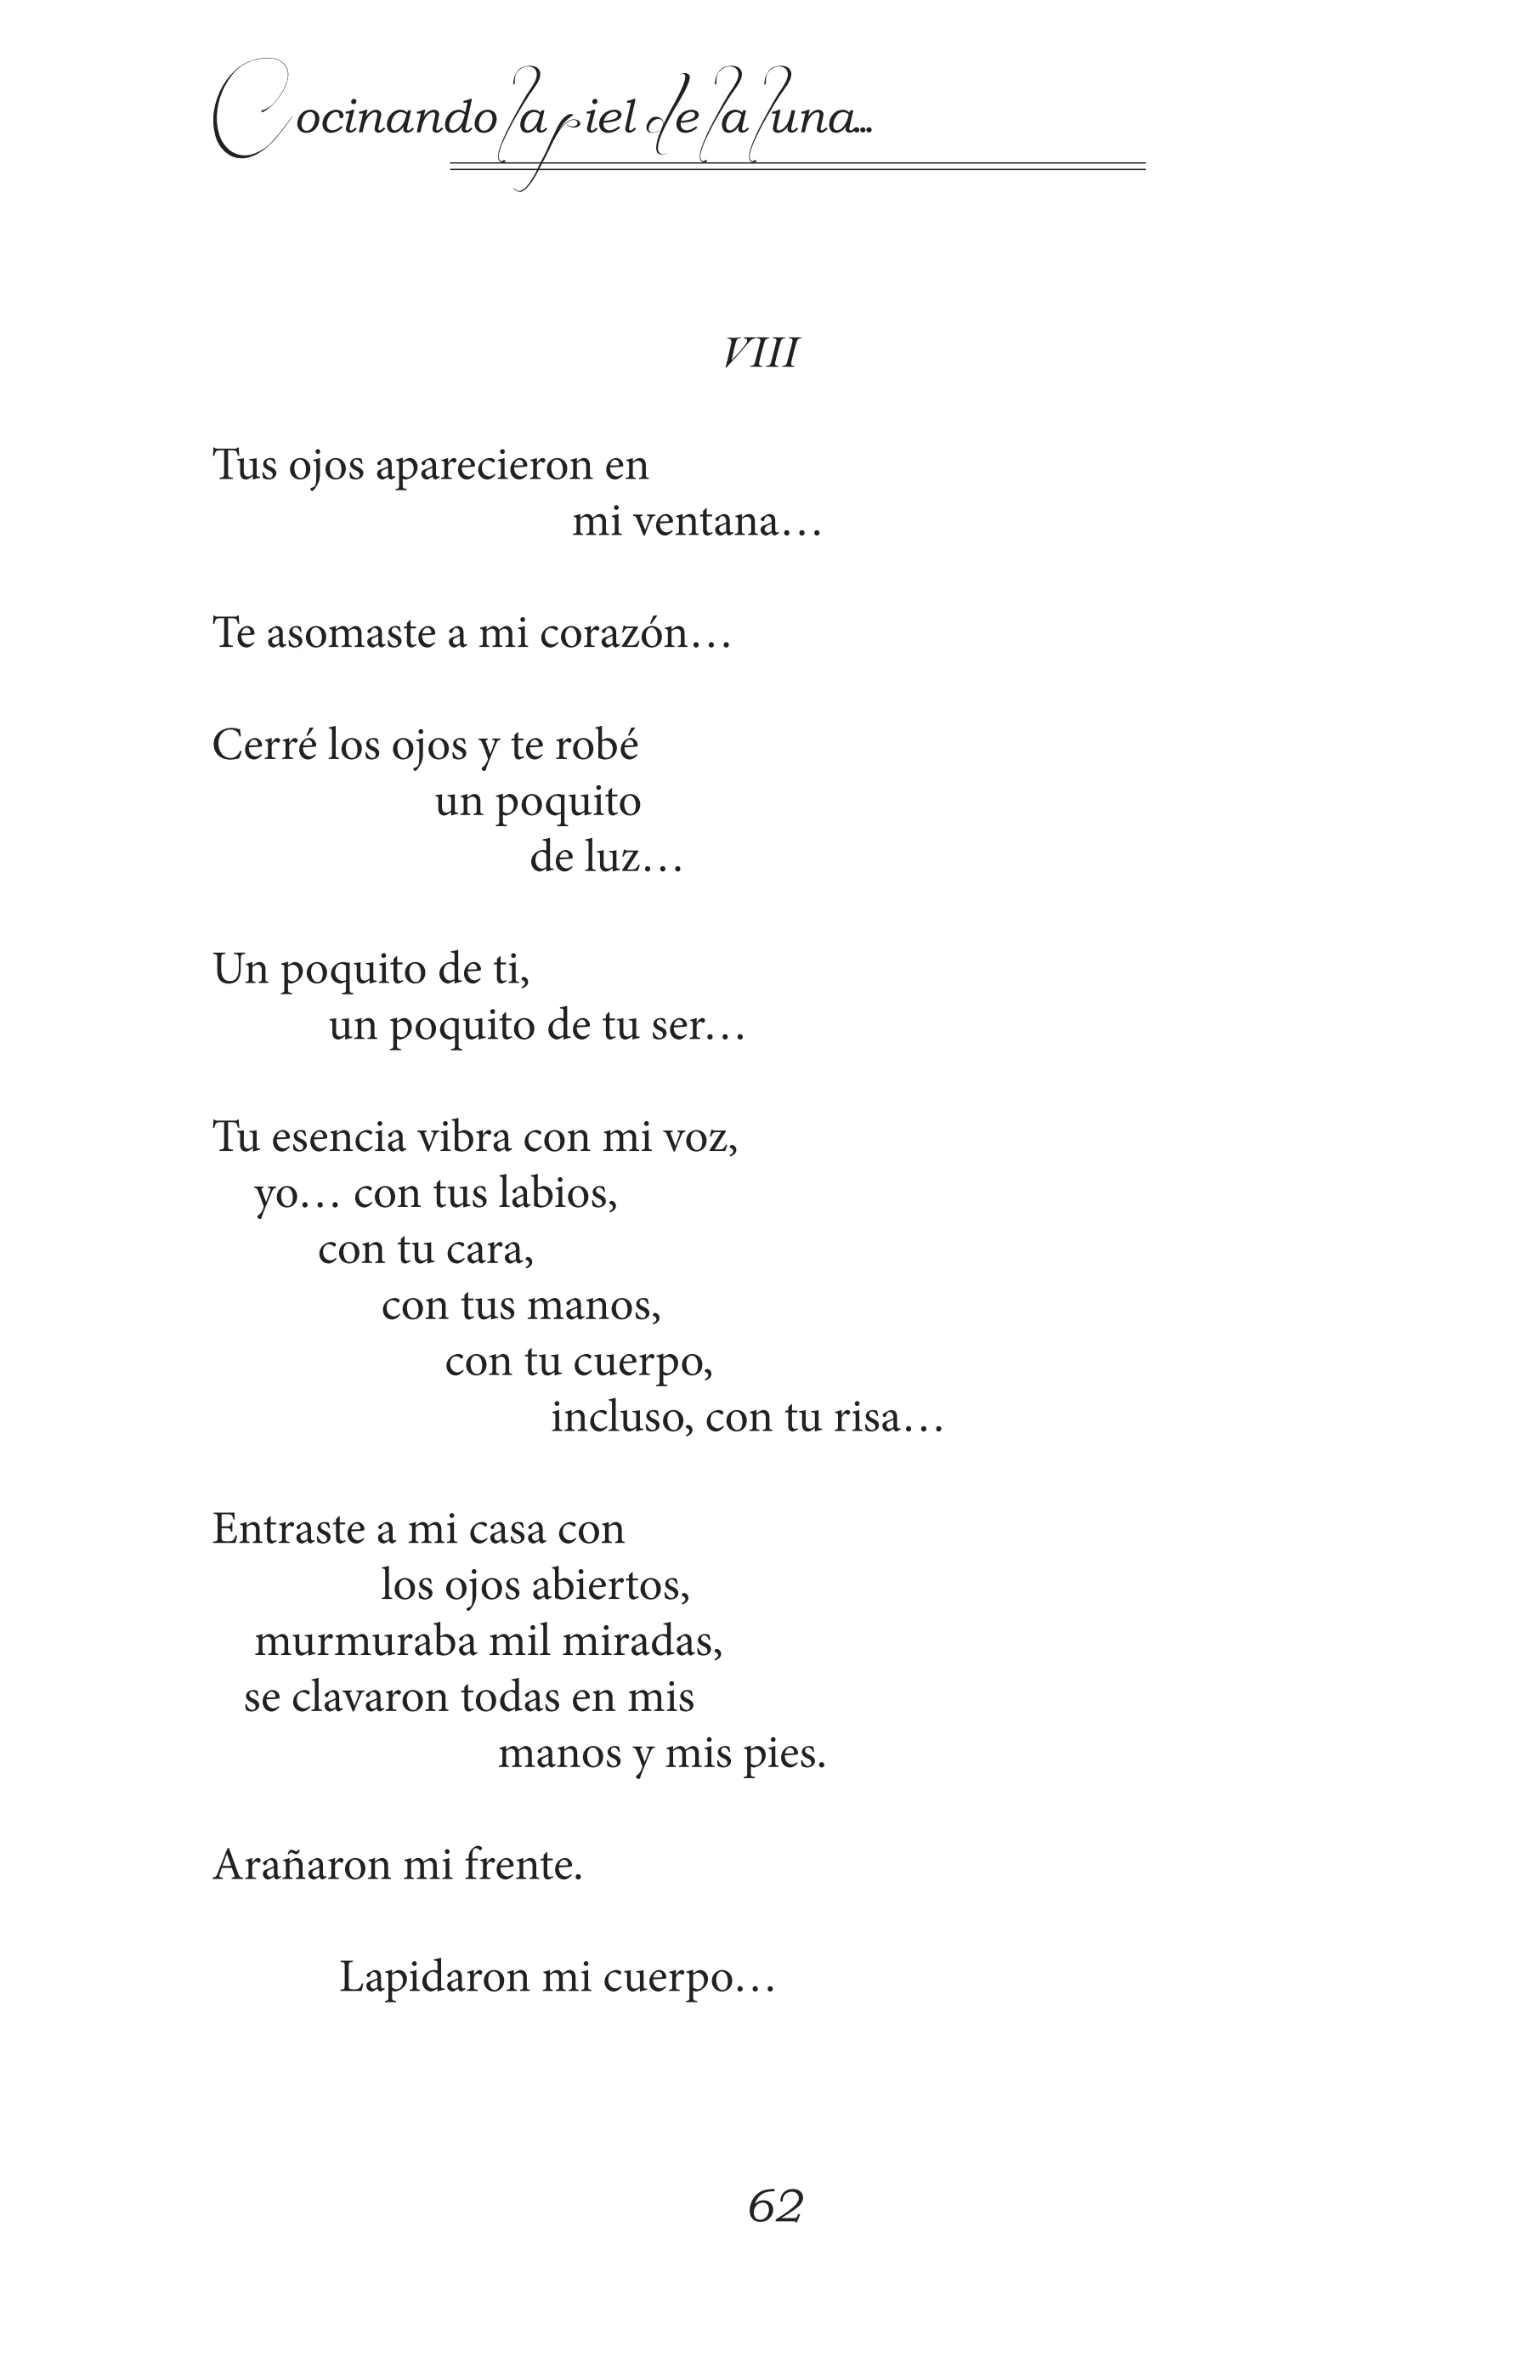 Cocinando la piel de la luna...
VIII
Tus ojos aparecieron en
mi ventana…
Te asomaste a mi corazón…
Cerré los ojos y te robé
un poquito
de luz…
Un poquito de ti,
un poquito de tu ser…
Tu esencia vibra con mi voz,
yo… con tus labios,
con tu cara,
con tus manos,
con tu cuerpo,
incluso, con tu risa…
Entraste a mi casa con
los ojos abiertos,
murmuraba mil miradas,
se clavaron todas en mis
manos y mis pies.
Arañaron mi frente.
Lapidaron mi cuerpo…
62